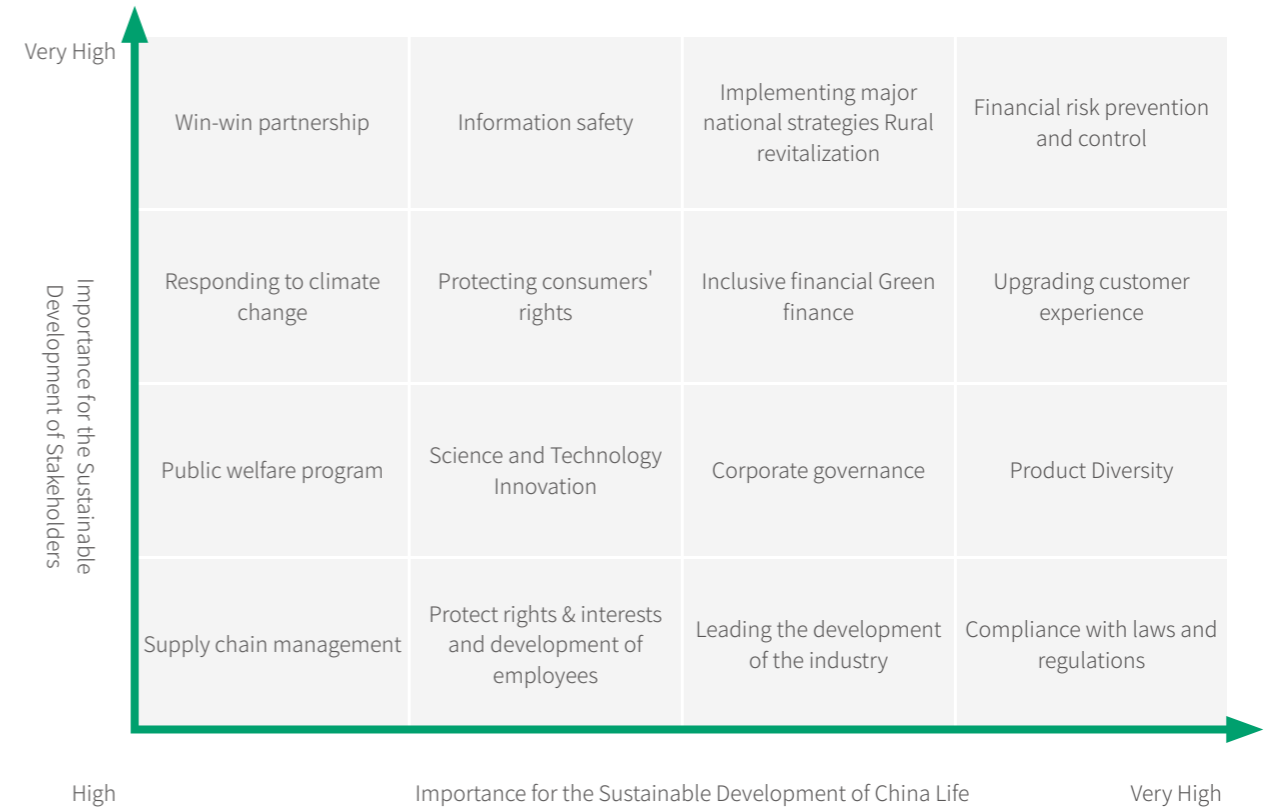 Very High
Win-win partnership
Information safety
Implementing major
national strategies Rural
revitalization
Financial risk prevention
and control
Responding to climate
change
Protecting consumers'
rights
Inclusive financial Green
finance
Upgrading customer
experience
Importance for the Sustainable
Development of Stakeholders
Public welfare program
Science and Technology
Innovation
Corporate governance
Product Diversity
Supply chain management
Protect rights & interests
and development of
employees
Leading the development
of the industry
Compliance with laws and
regulations
High
Importance for the Sustainable Development of China Life
Very High